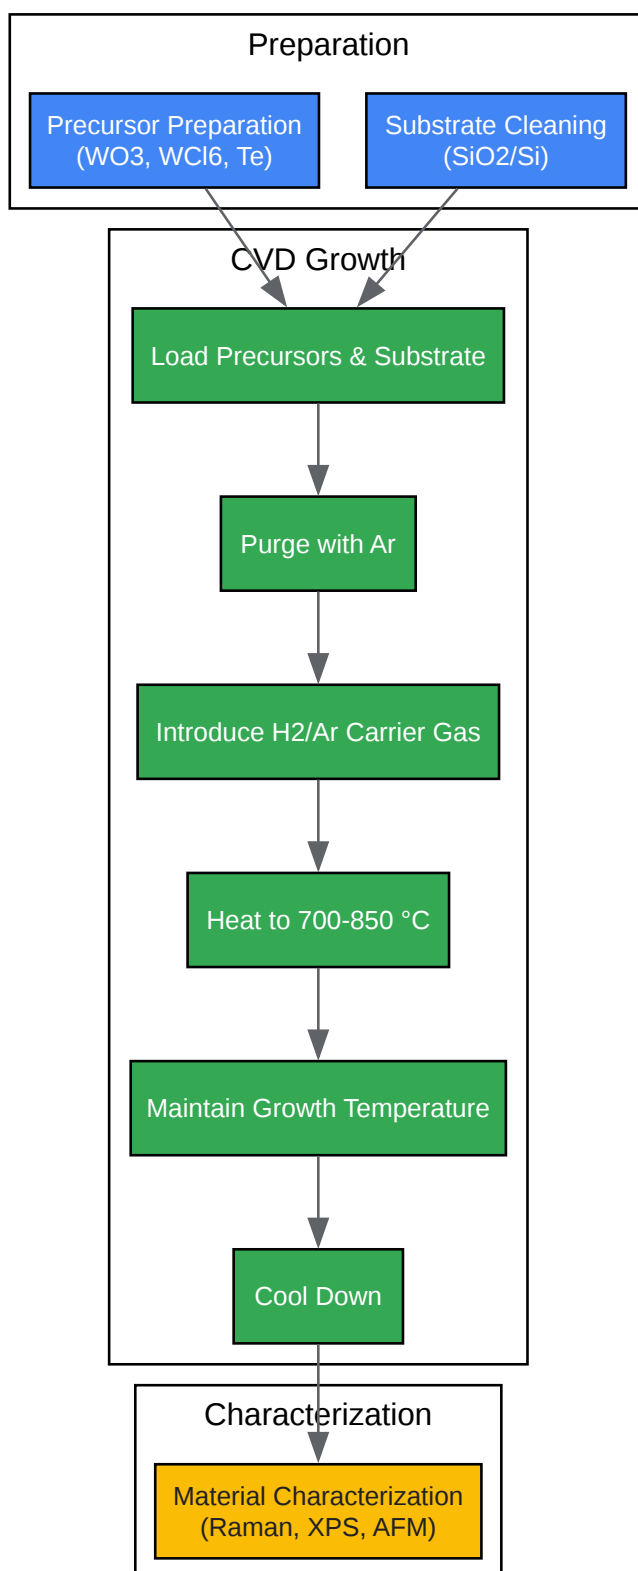 Preparation
Precursor Preparation
(WO3, WCl6, Te)
Substrate Cleaning
(SiO2/Si)
CVD Growth
Load Precursors & Substrate
Purge with Ar
Introduce H2/Ar Carrier Gas
Heat to 700-850 °C
Maintain Growth Temperature
Cool Down
Characterization
Material Characterization
(Raman, XPS, AFM)